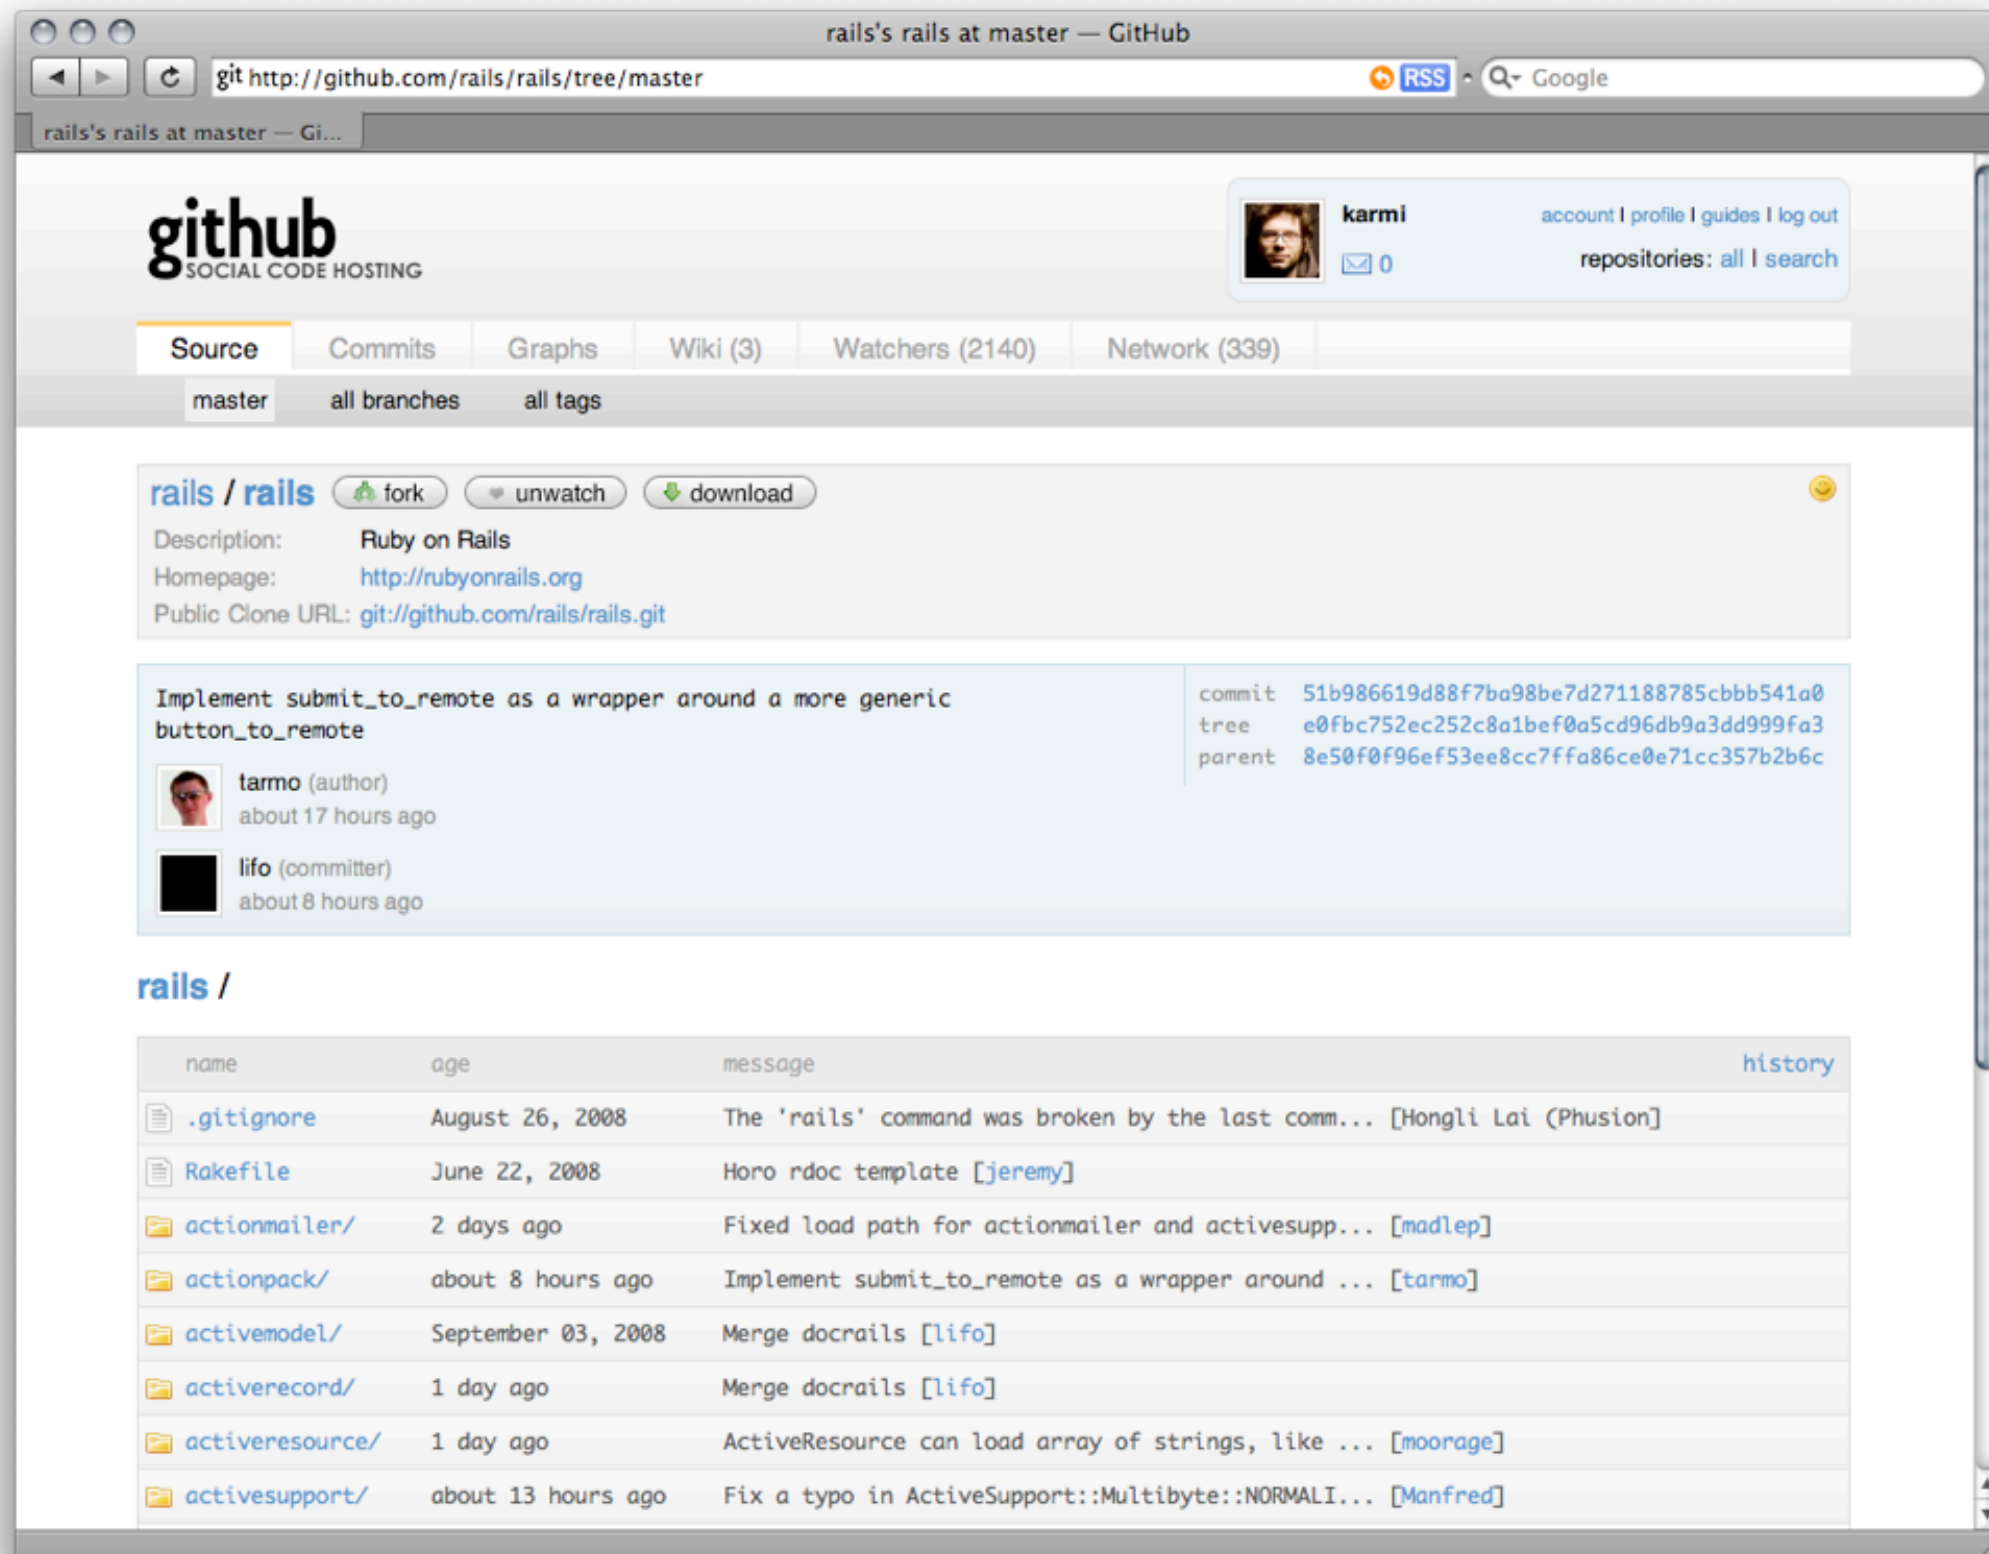 rails's rails at master — GitHub
git http://github.com/rails/rails/tree/master RSS Google
rails's rails at master — Gi...
github
SOCIAL CODE HOSTING
karmi account | profile | guides | log out
0 repositories: all | search
Source Commits Graphs Wiki (3) Watchers (2140) Network (339)
master all branches all tags
rails / rails fork unwatch download
Description: Ruby on Rails
Homepage: http://rubyonrails.org
Public Clone URL: git://github.com/rails/rails.git
Implement submit_to_remote as a wrapper around a more generic
button_to_remote
commit 51b986619d88f7ba98be7d271188785cbbb541a0
tree e0fbc752ec252c8a1bef0a5cd96db9a3dd999fa3
parent 8e50f0f96ef53ee8cc7ffa86ce0e71cc357b2b6c
tarmo (author)
about 17 hours ago
lifo (committer)
about 8 hours ago
rails /
name age message history
.gitignore August 26, 2008 The 'rails' command was broken by the last comm... [Hongli Lai (Phusion]
Rakefile June 22, 2008 Horo rdoc template [jeremy]
actionmailer/ 2 days ago Fixed load path for actionmailer and activesupp... [madlep]
actionpack/ about 8 hours ago Implement submit_to_remote as a wrapper around ... [tarmo]
activemodel/ September 03, 2008 Merge docrails [lifo]
activerecord/ 1 day ago Merge docrails [lifo]
activeresource/ 1 day ago ActiveResource can load array of strings, like ... [moorage]
activesupport/ about 13 hours ago Fix a typo in ActiveSupport::Multibyte::NORMALI... [Manfred]